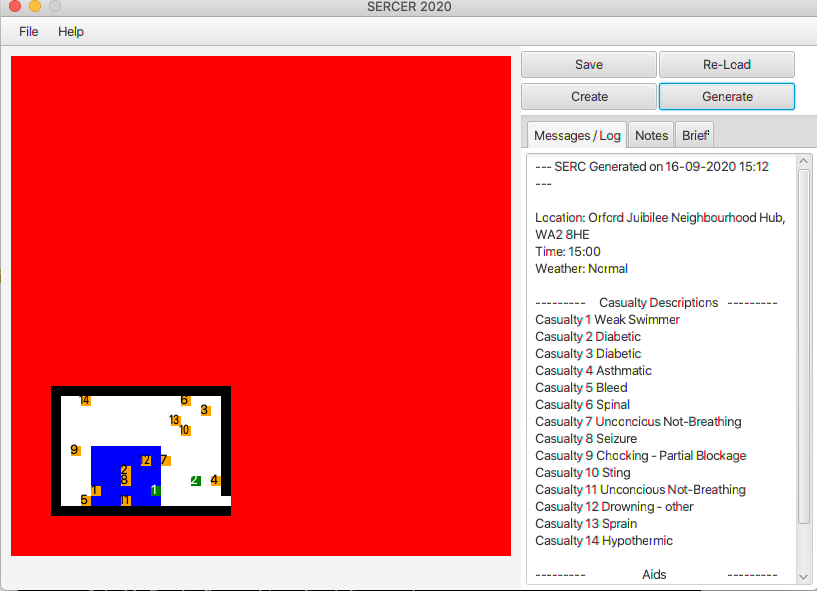 SERCER 2020
File Help
Save Re-Load
Create Generate
Messages / Log Notes Brief
--- SERC Generated on 16-09-2020 15:12
---
Location: Orford Juibilee Neighbourhood Hub,
WA2 8HE
Time: 15:00
Weather: Normal
--------- Casualty Descriptions ---------
Casualty 1 Weak Swimmer
Casualty 2 Diabetic
Casualty 3 Diabetic
Casualty 4 Asthmatic
Casualty 5 Bleed
Casualty 6 Spinal
Casualty 7 Unconcious Not-Breathing
Casualty 8 Seizure
Casualty 9 Chocking - Partial Blockage
Casualty 10 Sting
Casualty 11 Unconcious Not-Breathing
Casualty 12 Drowning - other
Casualty 13 Sprain
Casualty 14 Hypothermic
--------- Aids ---------
14 6
3
13
10
9
12 7
2
8 2 4
1 1
5 11